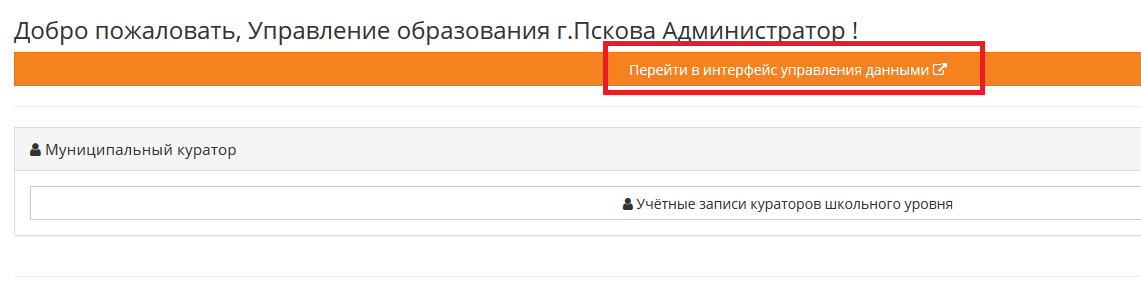 Добро пожаловать, Управление образования г.Пскова Администратор !
Перейти в интерфейс управления данными
Муниципальный куратор
Учётные записи кураторов школьного уровня